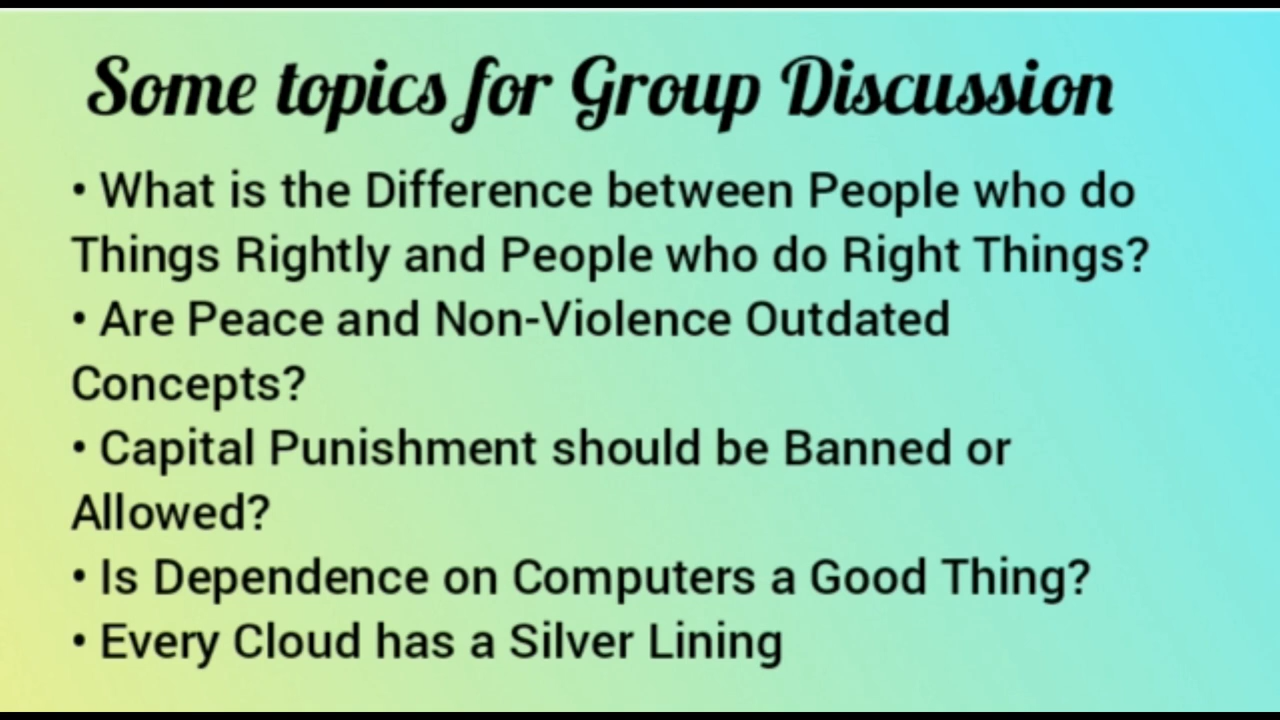 Some topics for Group Discussion
• What is the Difference between People who do
Things Rightly and People who do Right Things?
• Are Peace and Non-Violence Outdated
Concepts?
• Capital Punishment should be Banned or
Allowed?
• Is Dependence on Computers a Good Thing?
• Every Cloud has a Silver Lining